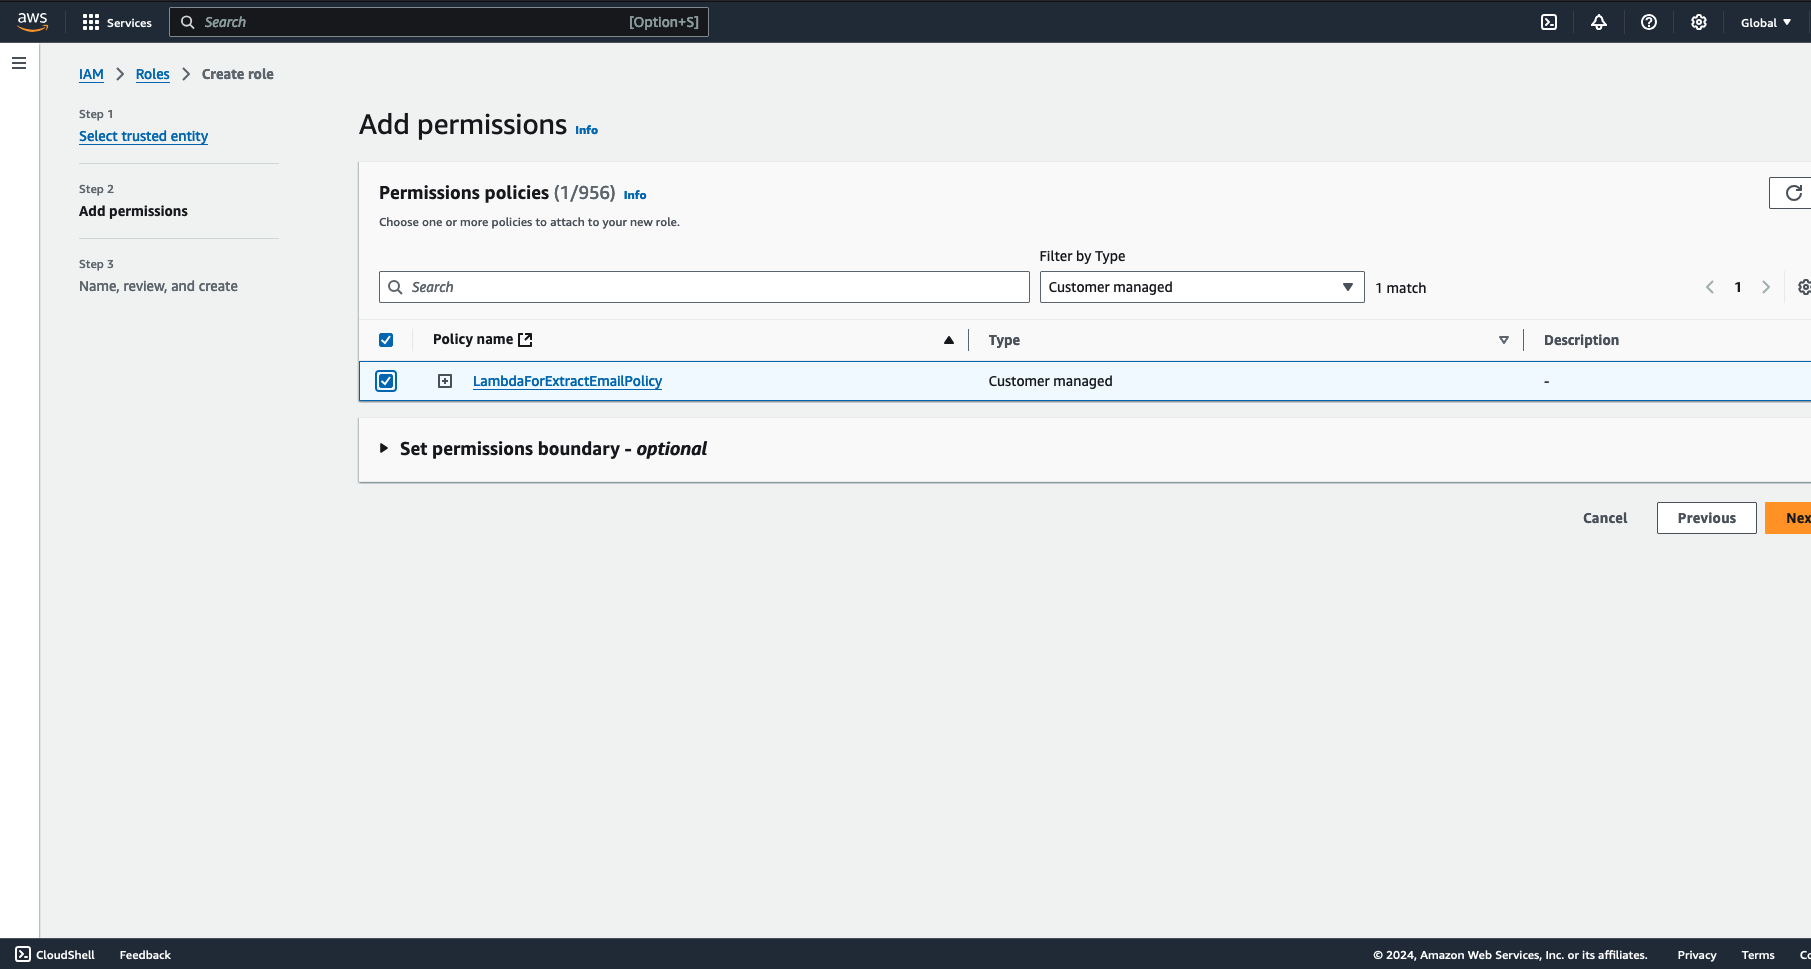 aws
Services
Search
[Option+S]
Global
IAM
Roles
Create role
Step 1
Select trusted entity
Step 2
Add permissions
Step 3
Name, review, and create
Add permissions Info
Permissions policies (1/956) Info
Choose one or more policies to attach to your new role.
Filter by Type
Search
Customer managed
1 match
1
Policy name
Type
Description
LambdaForExtractEmailPolicy
Customer managed
-
Set permissions boundary - optional
Cancel
Previous
Nex
CloudShell
Feedback
© 2024, Amazon Web Services, Inc. or its affiliates.
Privacy
Terms
Co